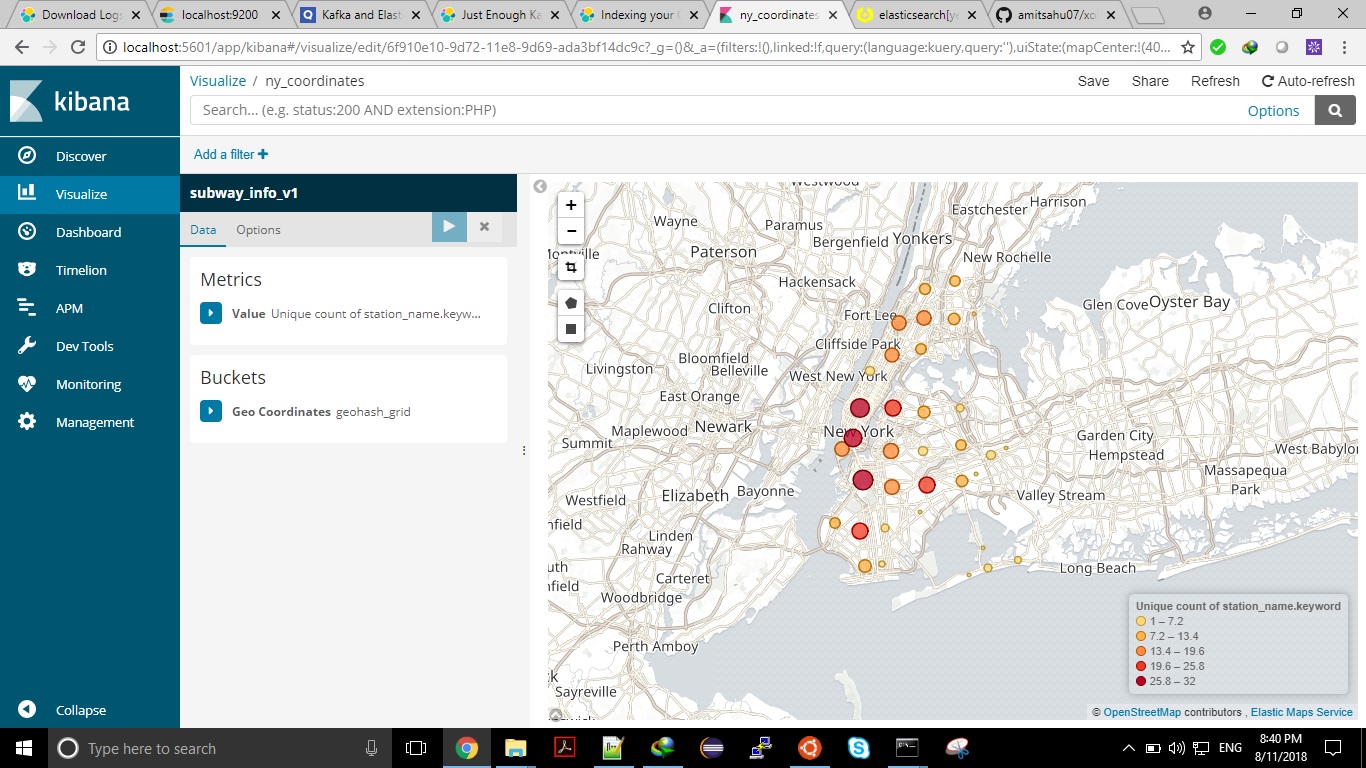 Download Logs
localhost:9200
Kafka and Elast
Just Enough Ka
Indexing your
ny_coordinates
elasticsearch[ye
amitsahu07/xo
localhost:5601/app/kibana#/visualize/edit/6f910e10-9d72-11e8-9d69-ada3bf14dc9c?_g=()&_a=(filters:!(),linked:!f,query:(language:kuery,query:''),uiState:(mapCenter:!(40...
kibana
Visualize / ny_coordinates
Save
Share
Refresh
Auto-refresh
Search... (e.g. status:200 AND extension:PHP)
Options
Add a filter +
Discover
Visualize
Dashboard
Timelion
APM
Dev Tools
Monitoring
Management
Collapse
subway_info_v1
Data
Options
Metrics
Value Unique count of station_name.keyw...
Buckets
Geo Coordinates geohash_grid
+
−
Westwood
Eastchester
Harrison
Wayne
Paramus
Bergenfield
Yonkers
Paterson
New Rochelle
Montville
Hackensack
Glen Cove
Oyster Bay
Clifton
Fort Lee
Cliffside Park
Bloomfield
Belleville
Livingston
West New York
East Orange
Maplewood
Newark
New York
Garden City
Summit
Hempstead
West Babylo
Massapequa
Park
Westfield
Elizabeth
Bayonne
Valley Stream
nfield
Linden
Rahway
uth
nfield
Carteret
Long Beach
Woodbridge
Perth Amboy
Sayreville
Unique count of station_name.keyword
1 – 7.2
7.2 – 13.4
13.4 – 19.6
19.6 – 25.8
25.8 – 32
© OpenStreetMap contributors , Elastic Maps Service
Type here to search
ENG
8:40 PM
8/11/2018